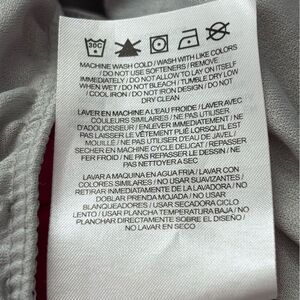 30C
MACHINE WASH COLD / WASH WITH LIKE COLORS
/ DO NOT USE SOFTENERS / REMOVE
IMMEDIATELY / DO NOT ALLOW TO LAY ON ITSELF
WHEN WET / DO NOT BLEACH / TUMBLE DRY LOW
/ COOL IRON / DO NOT IRON DESIGN / DO NOT
DRY CLEAN
LAVER EN MACHINE A L'EAU FROIDE / LAVER AVEC
COULEURS SIMILAIRES / NE PAS UTILISER
D'ADOUCISSEUR / ENLEVER IMMÉDIATEMENT / NE
PAS LAISSER LE VÊTEMENT PLIÉ LORSQU'IL EST
MOUILLÉ / NE PAS UTILISER D'EAU DE JAVEL /
SECHER EN MACHINE CYCLE DELICAT / REPASSER
FER FROID / NE PAS REPASSER LE DESSIN / NE
PAS NETTOYER A SEC
LAVAR A MAQUINA EN AGUA FRIA / LAVAR CON
COLORES SIMILARES / NO USAR SUAVIZANTES /
RETIRAR INMEDIATAMENTE DE LA LAVADORA / NO
DOBLAR PRENDA MOJADA / NO USAR
BLANQUEADORES / USAR SECADORA CICLO
LENTO / USAR PLANCHA TEMPERATURA BAJA / NO
PLANCHAR DIRECTAMENTE SOBRE EL DISEÑO /
NO LAVAR EN SECO